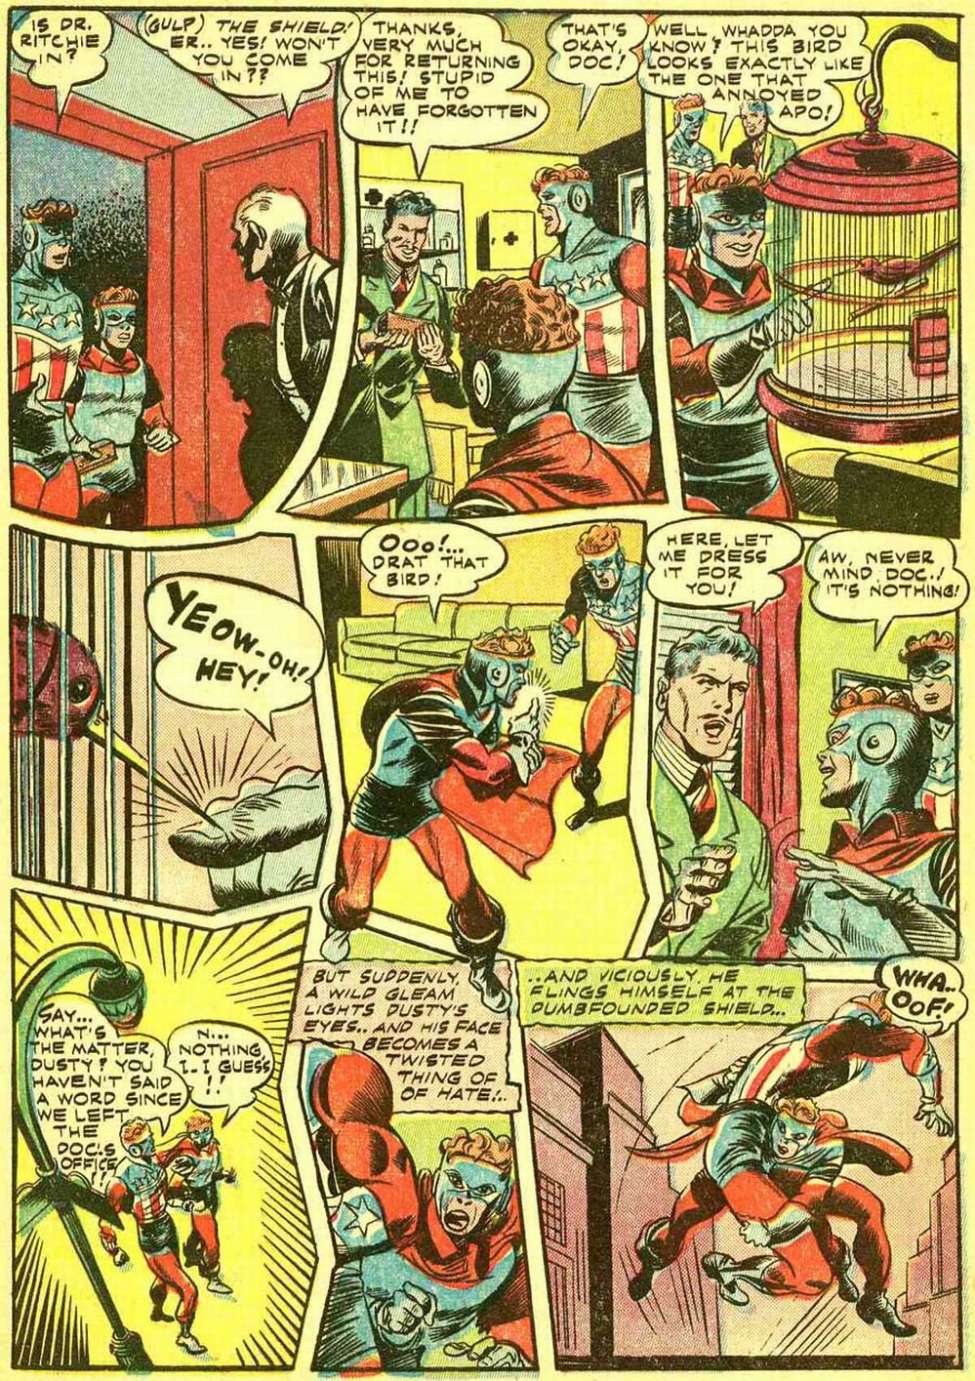 IS DR.
RITCHIE
IN?
(GULP) THE SHIELD!
ER.. YES! WON'T
YOU COME
IN??
THANKS,
VERY MUCH
FOR RETURNING
THIS! STUPID
OF ME TO
HAVE FORGOTTEN
IT!!
THAT'S
OKAY,
DOC!
WELL, WHADDA YOU
KNOW? THIS BIRD
LOOKS EXACTLY LIKE
THE ONE THAT
ANNOYED
APO!
YEOW-OH!
HEY!
Ooo!...
DRAT THAT
BIRD!
HERE, LET
ME DRESS
IT FOR
YOU!
AW, NEVER
MIND, DOC.!
IT'S NOTHING!
SAY...
WHAT'S
THE MATTER,
DUSTY? YOU
HAVEN'T SAID
A WORD SINCE
WE LEFT
THE
DOC.'S
OFFICE!
N...
NOTHING,
I..I GUESS
!!
BUT SUDDENLY,
A WILD GLEAM
LIGHTS DUSTY'S
EYES.. AND HIS FACE
BECOMES A
TWISTED
THING OF
OF HATE!..
..AND VICIOUSLY, HE
FLINGS HIMSELF AT THE
DUMBFOUNDED SHIELD...
WHA..
OOF!